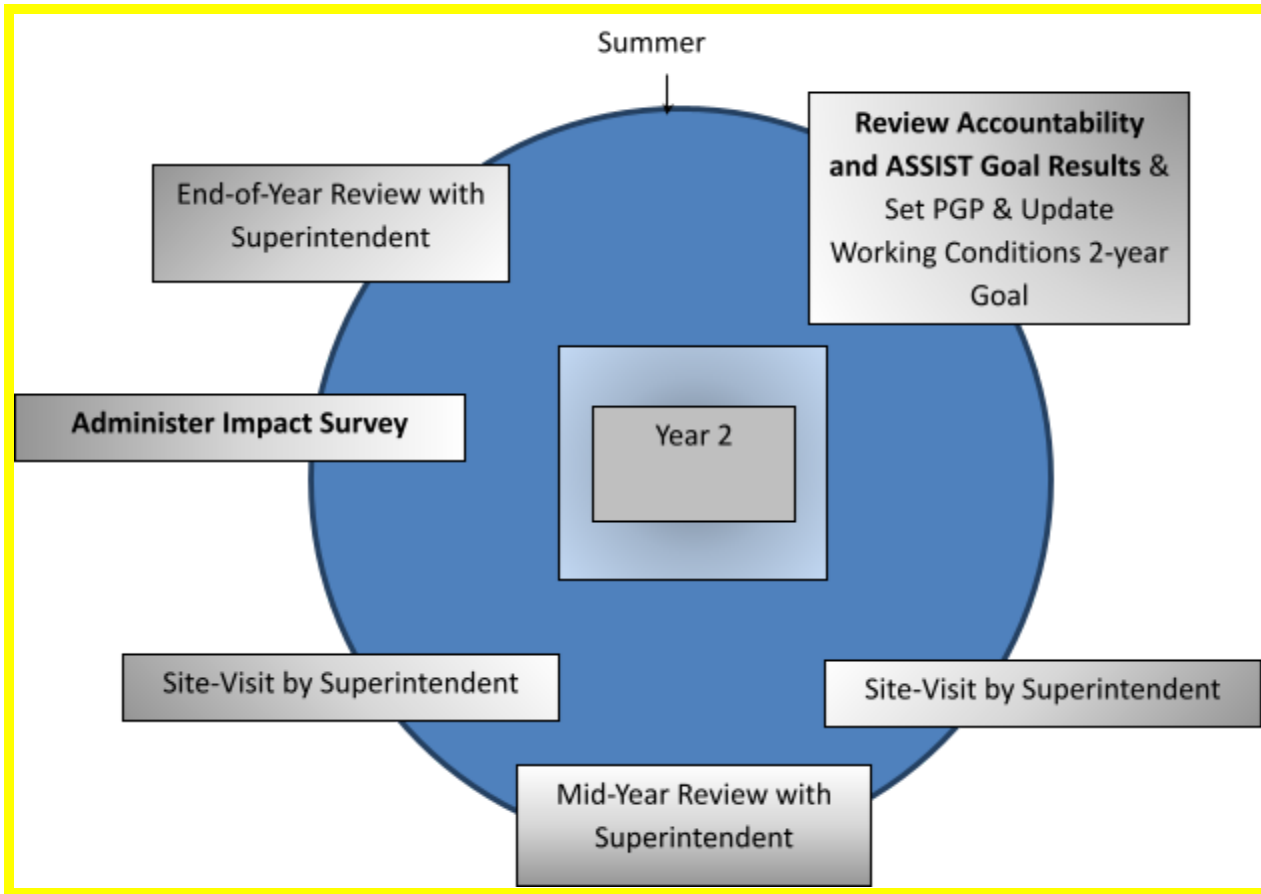 Summer
Review Accountability
and ASSIST Goal Results &
Set PGP & Update
Working Conditions 2-year
Goal
End-of-Year Review with
Superintendent
Administer Impact Survey
Year 2
Site-Visit by Superintendent
Site-Visit by Superintendent
Mid-Year Review with
Superintendent